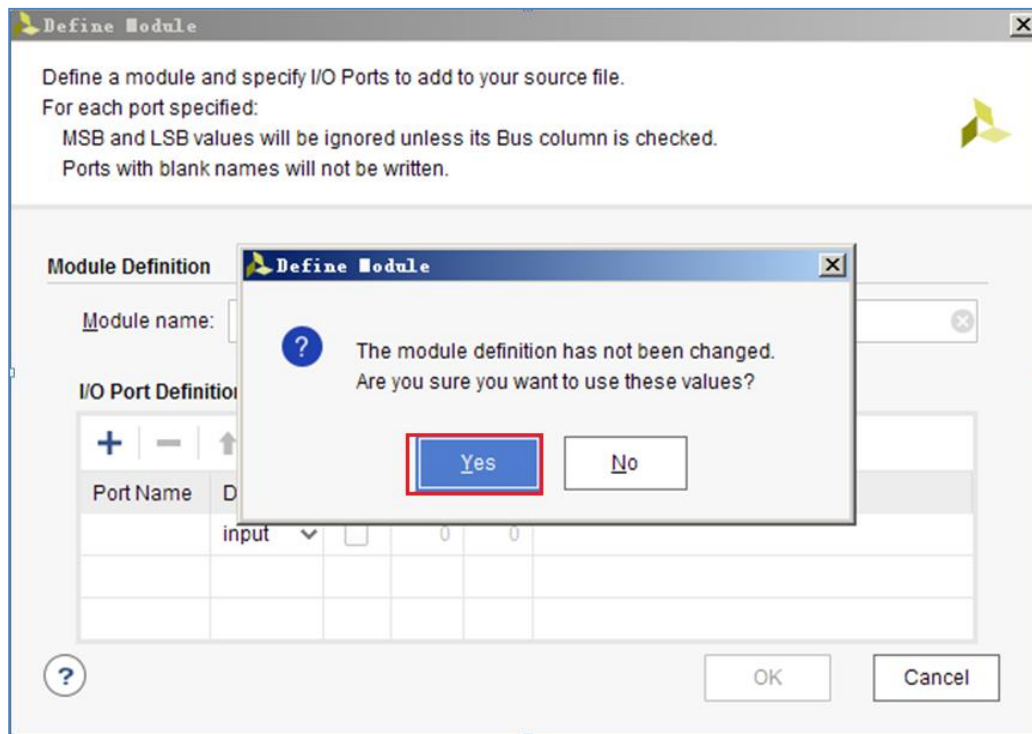 Define Module
Define a module and specify I/O Ports to add to your source file.
For each port specified:
MSB and LSB values will be ignored unless its Bus column is checked.
Ports with blank names will not be written.
Module Definition
Define Module
Module name:
?
The module definition has not been changed.
Are you sure you want to use these values?
I/O Port Definition
Yes
No
Port Name D
input 0 0
?
OK
Cancel